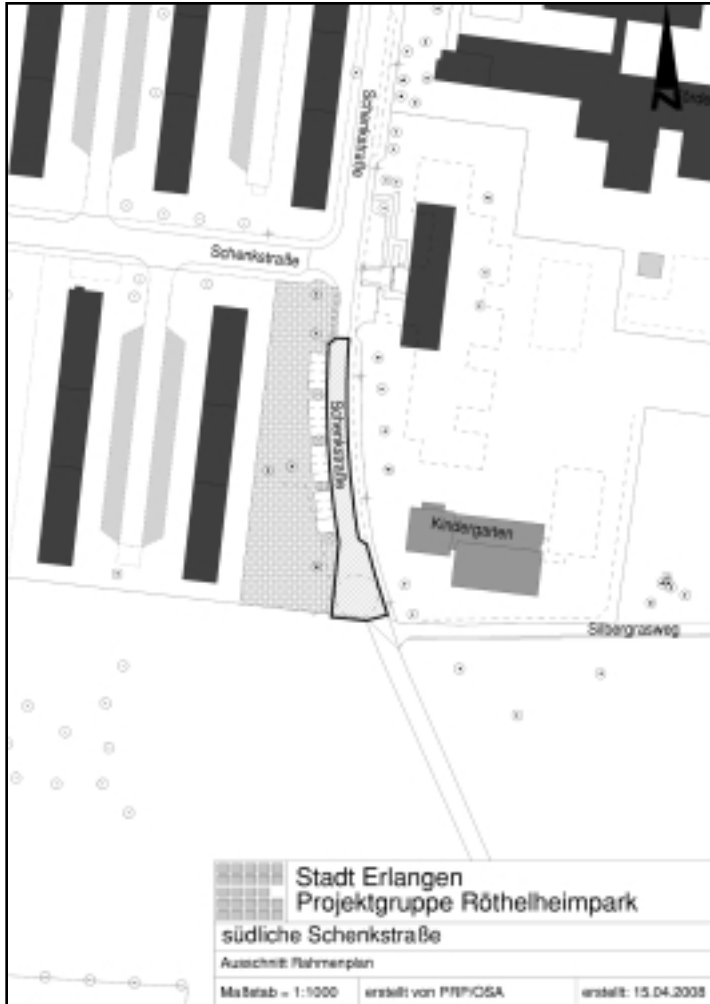 Schenkstraße
Schenkstraße
Schenkstraße
Kindergarten
Silbergrasweg
N
Stadt Erlangen
Projektgruppe Röthelheimpark
südliche Schenkstraße
Ausschnitt Rahmenplan
Maßstab = 1:1000 erstellt von PRP/OSA erstellt: 15.04.2008